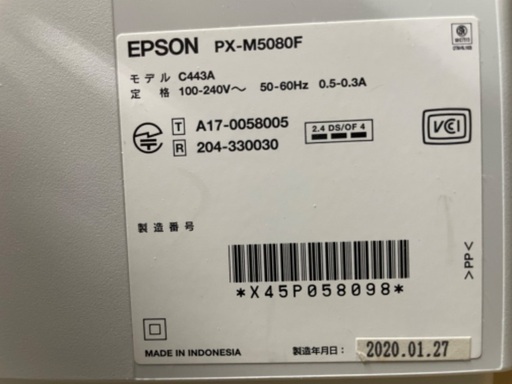 EPSON PX-M5080F
モデル C443A
定 格 100-240V〜 50-60Hz 0.5-0.3A
T A17-0058005
R 204-330030
2.4 DS/OF 4
VCI
製造番号
*X45P058098*
>PP<
MADE IN INDONESIA
製造年月日: 2020.01.27